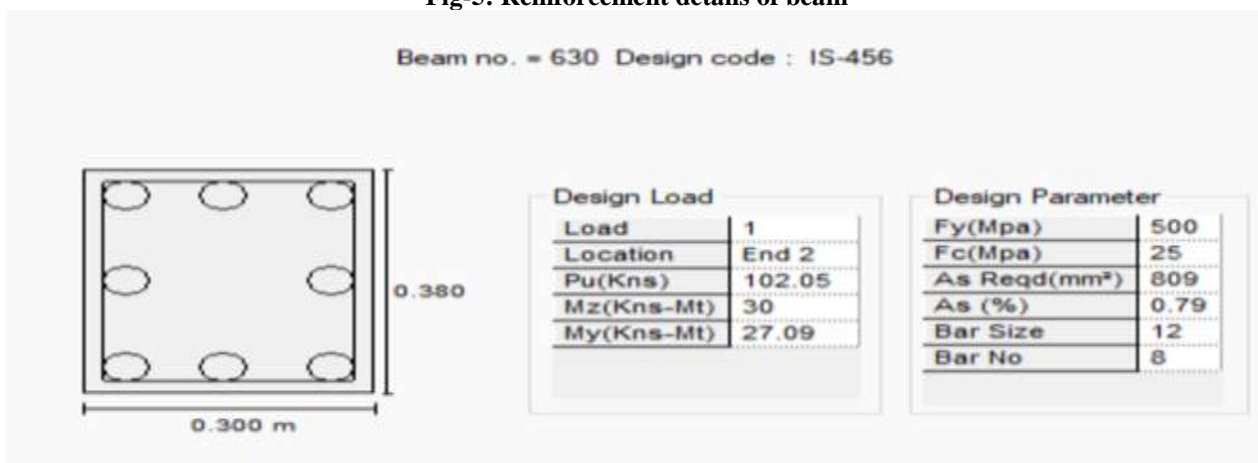 Fig-5: Reinforcement details of beam
Beam no. = 630 Design code : IS-456
0.380
0.300 m
Design Load
Load 1
Location End 2
Pu(Kns) 102.05
Mz(Kns-Mt) 30
My(Kns-Mt) 27.09
Design Parameter
Fy(Mpa) 500
Fc(Mpa) 25
As Reqd(mm²) 809
As (%) 0.79
Bar Size 12
Bar No 8